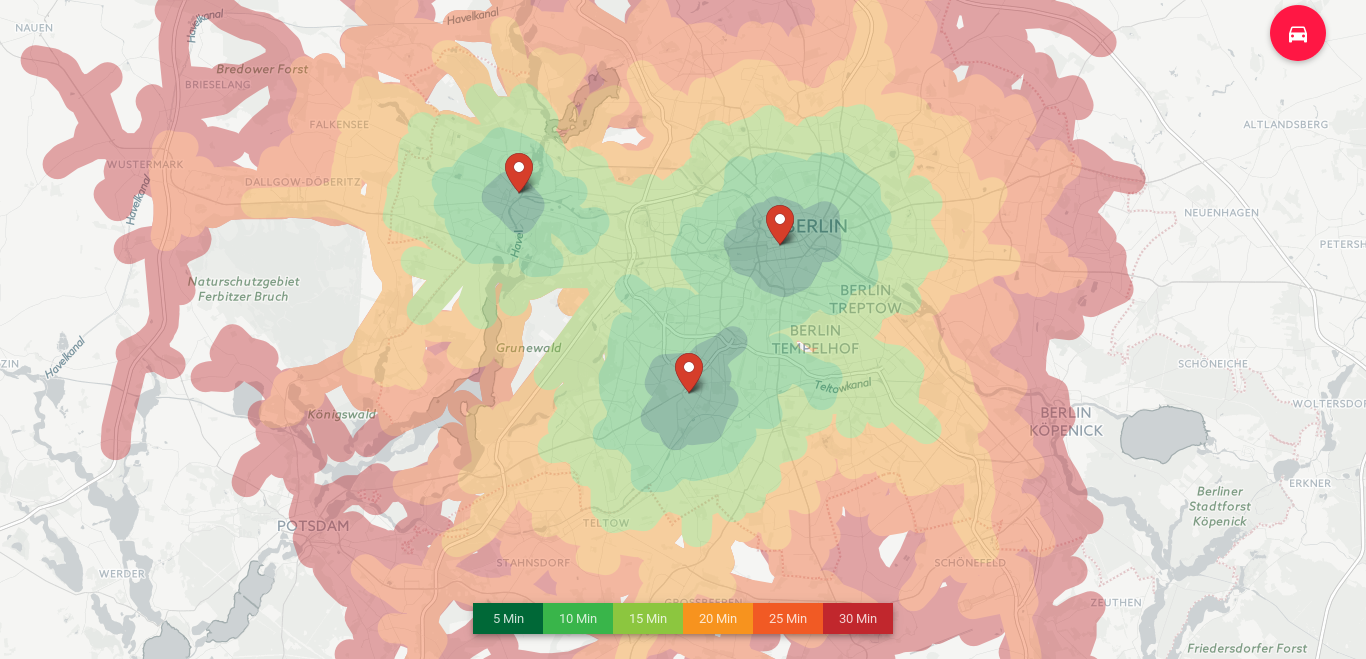 Havelkanal
Havelkanal
NAUEN
Bredower Forst
BRIESELANG
FALKENSEE
ALTLANDSBERG
WUSTERMARK
DALLGOW-DÖBERITZ
Havelkanal
NEUENHAGEN
BERLIN
Havel
PETERSH
Naturschutzgebiet
Ferbitzer Bruch
BERLIN
TREPTOW
BERLIN
TEMPELHOF
Grunewald
Havelkanal
ZIN
SCHÖNEICHE
Teltowkanal
WOLTERSDOR
Königswald
BERLIN
KÖPENICK
ERKNER
Berliner
Stadtforst
Köpenick
POTSDAM
TELTOW
STAHNSDORF
SCHÖNEFELD
WERDER
GROSSBEEREN
ZEUTHEN
5 Min
10 Min
15 Min
20 Min
25 Min
30 Min
Friedersdorfer Forst